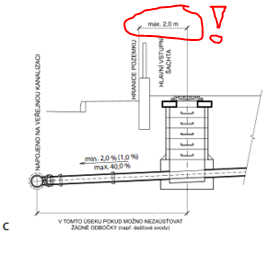 max. 2,0 m
!
NAPOJENO NA VEŘEJNOU KANALIZACI
HRANICE POZEMKU
HLAVNÍ VSTUPNÍ
ŠACHTA
min. 2,0 % (1,0 %)
max. 40,0 %
V TOMTO ÚSEKU POKUD MOŽNO NEZAÚSŤOVAT
ŽÁDNÉ ODBOČKY (např. dešťové svody)
C